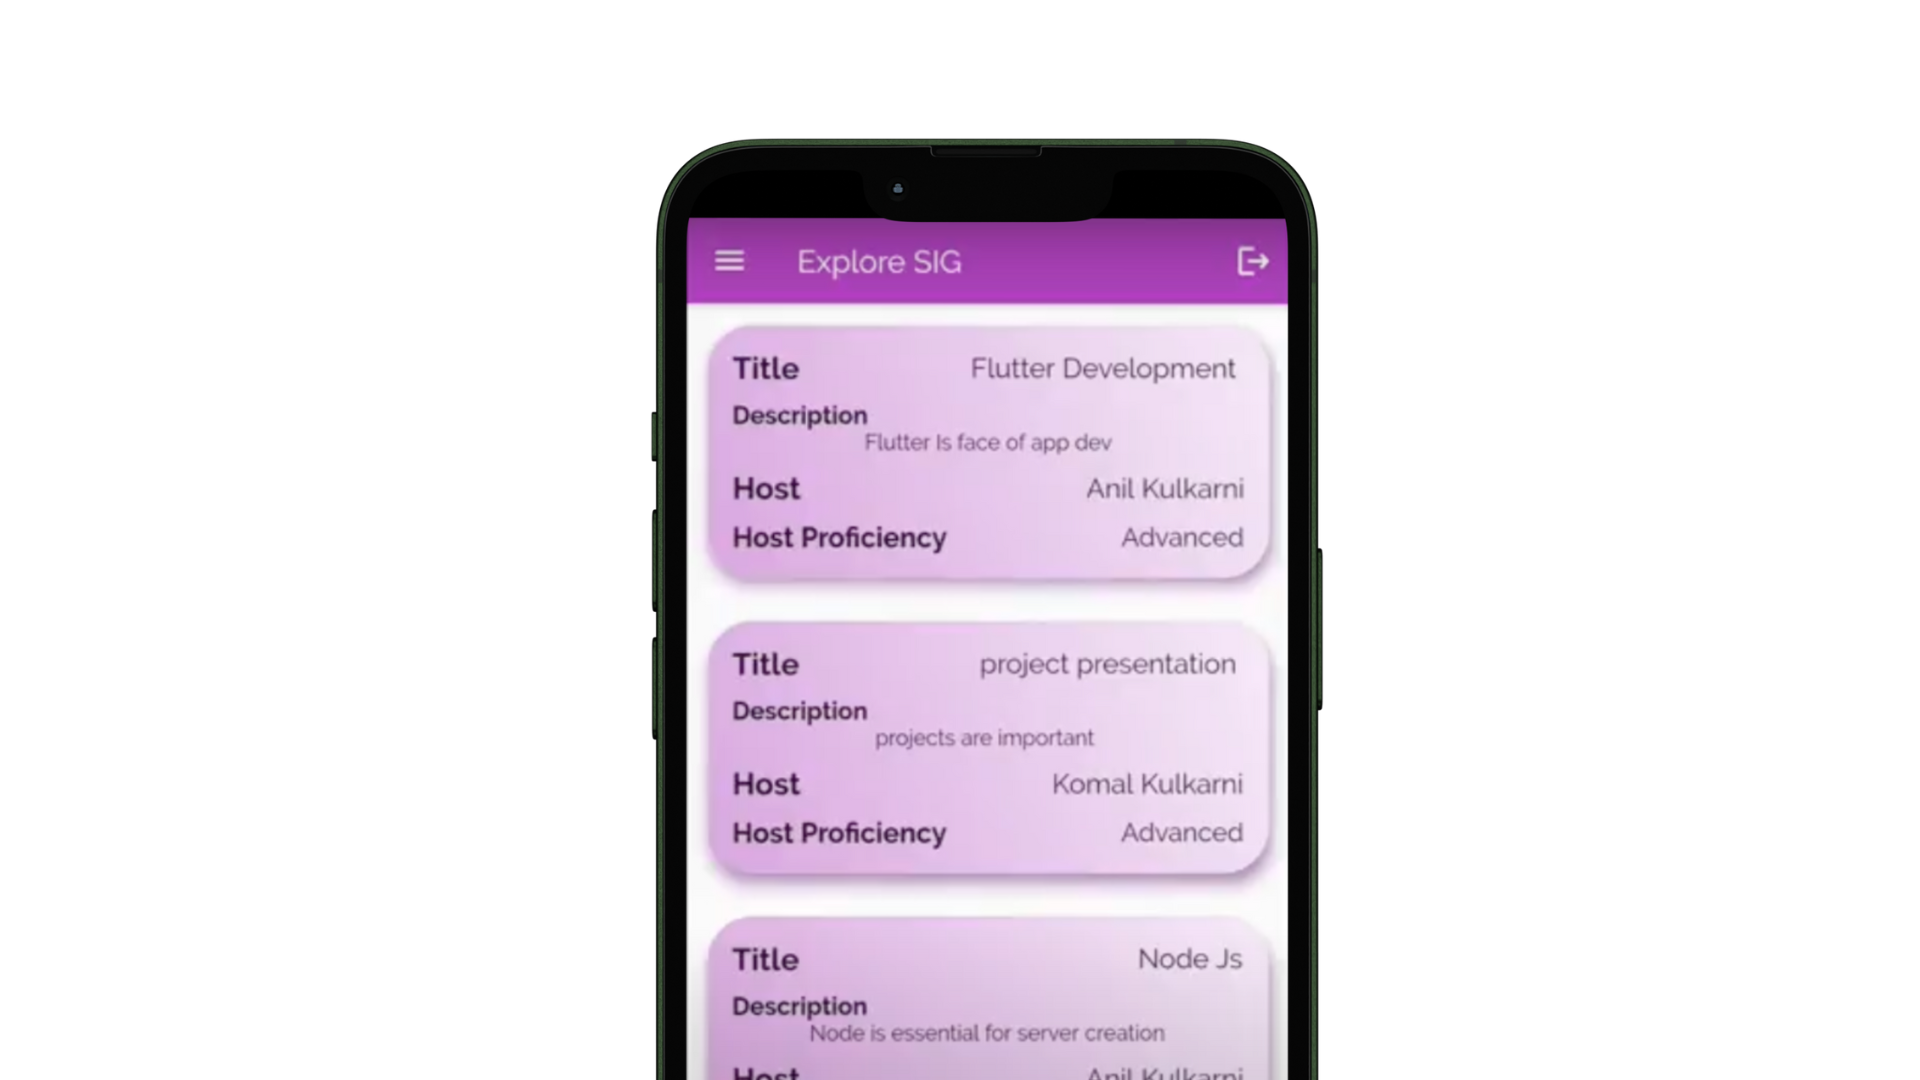 Explore SIG
Title Flutter Development
Description
Flutter Is face of app dev
Host Anil Kulkarni
Host Proficiency Advanced
Title project presentation
Description
projects are important
Host Komal Kulkarni
Host Proficiency Advanced
Title Node Js
Description
Node is essential for server creation
Host Anil Kulkarni